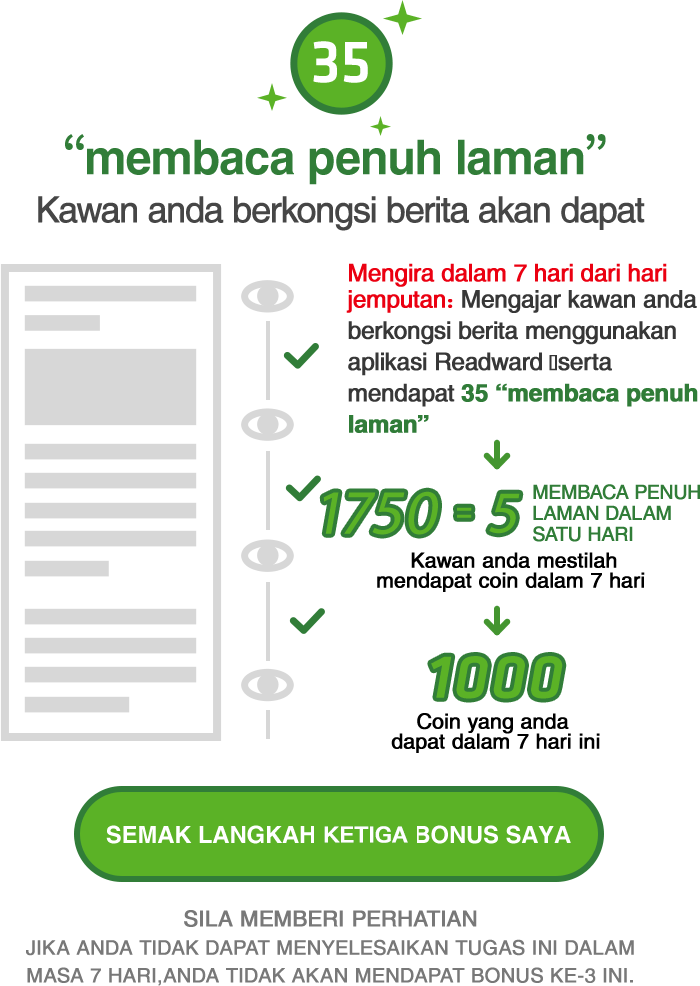 35
“membaca penuh laman”
Kawan anda berkongsi berita akan dapat
Mengira dalam 7 hari dari hari
jemputan: Mengajar kawan anda
berkongsi berita menggunakan
aplikasi Readward serta
mendapat 35 “membaca penuh
laman”
1750 = 5 MEMBACA PENUH
LAMAN DALAM
SATU HARI
Kawan anda mestilah
mendapat coin dalam 7 hari
1000
Coin yang anda
dapat dalam 7 hari ini
SEMAK LANGKAH KETIGA BONUS SAYA
SILA MEMBERI PERHATIAN
JIKA ANDA TIDAK DAPAT MENYELESAIKAN TUGAS INI DALAM
MASA 7 HARI,ANDA TIDAK AKAN MENDAPAT BONUS KE-3 INI.